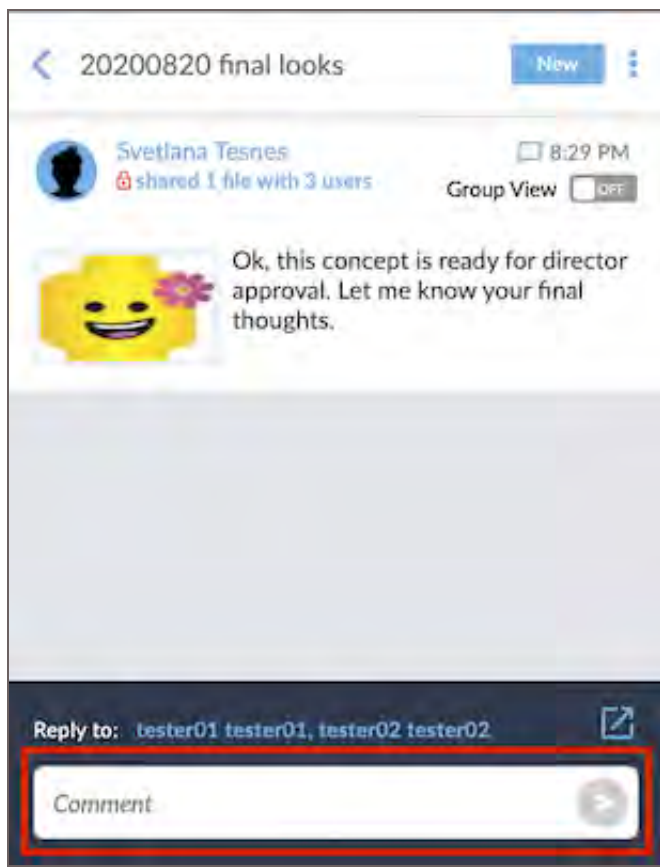 20200820 final looks
New
Svetlana Tesnes
8:29 PM
shared 1 file with 3 users
Group View OFF
Ok, this concept is ready for director
approval. Let me know your final
thoughts.
Reply to: tester01 tester01, tester02 tester02
Comment